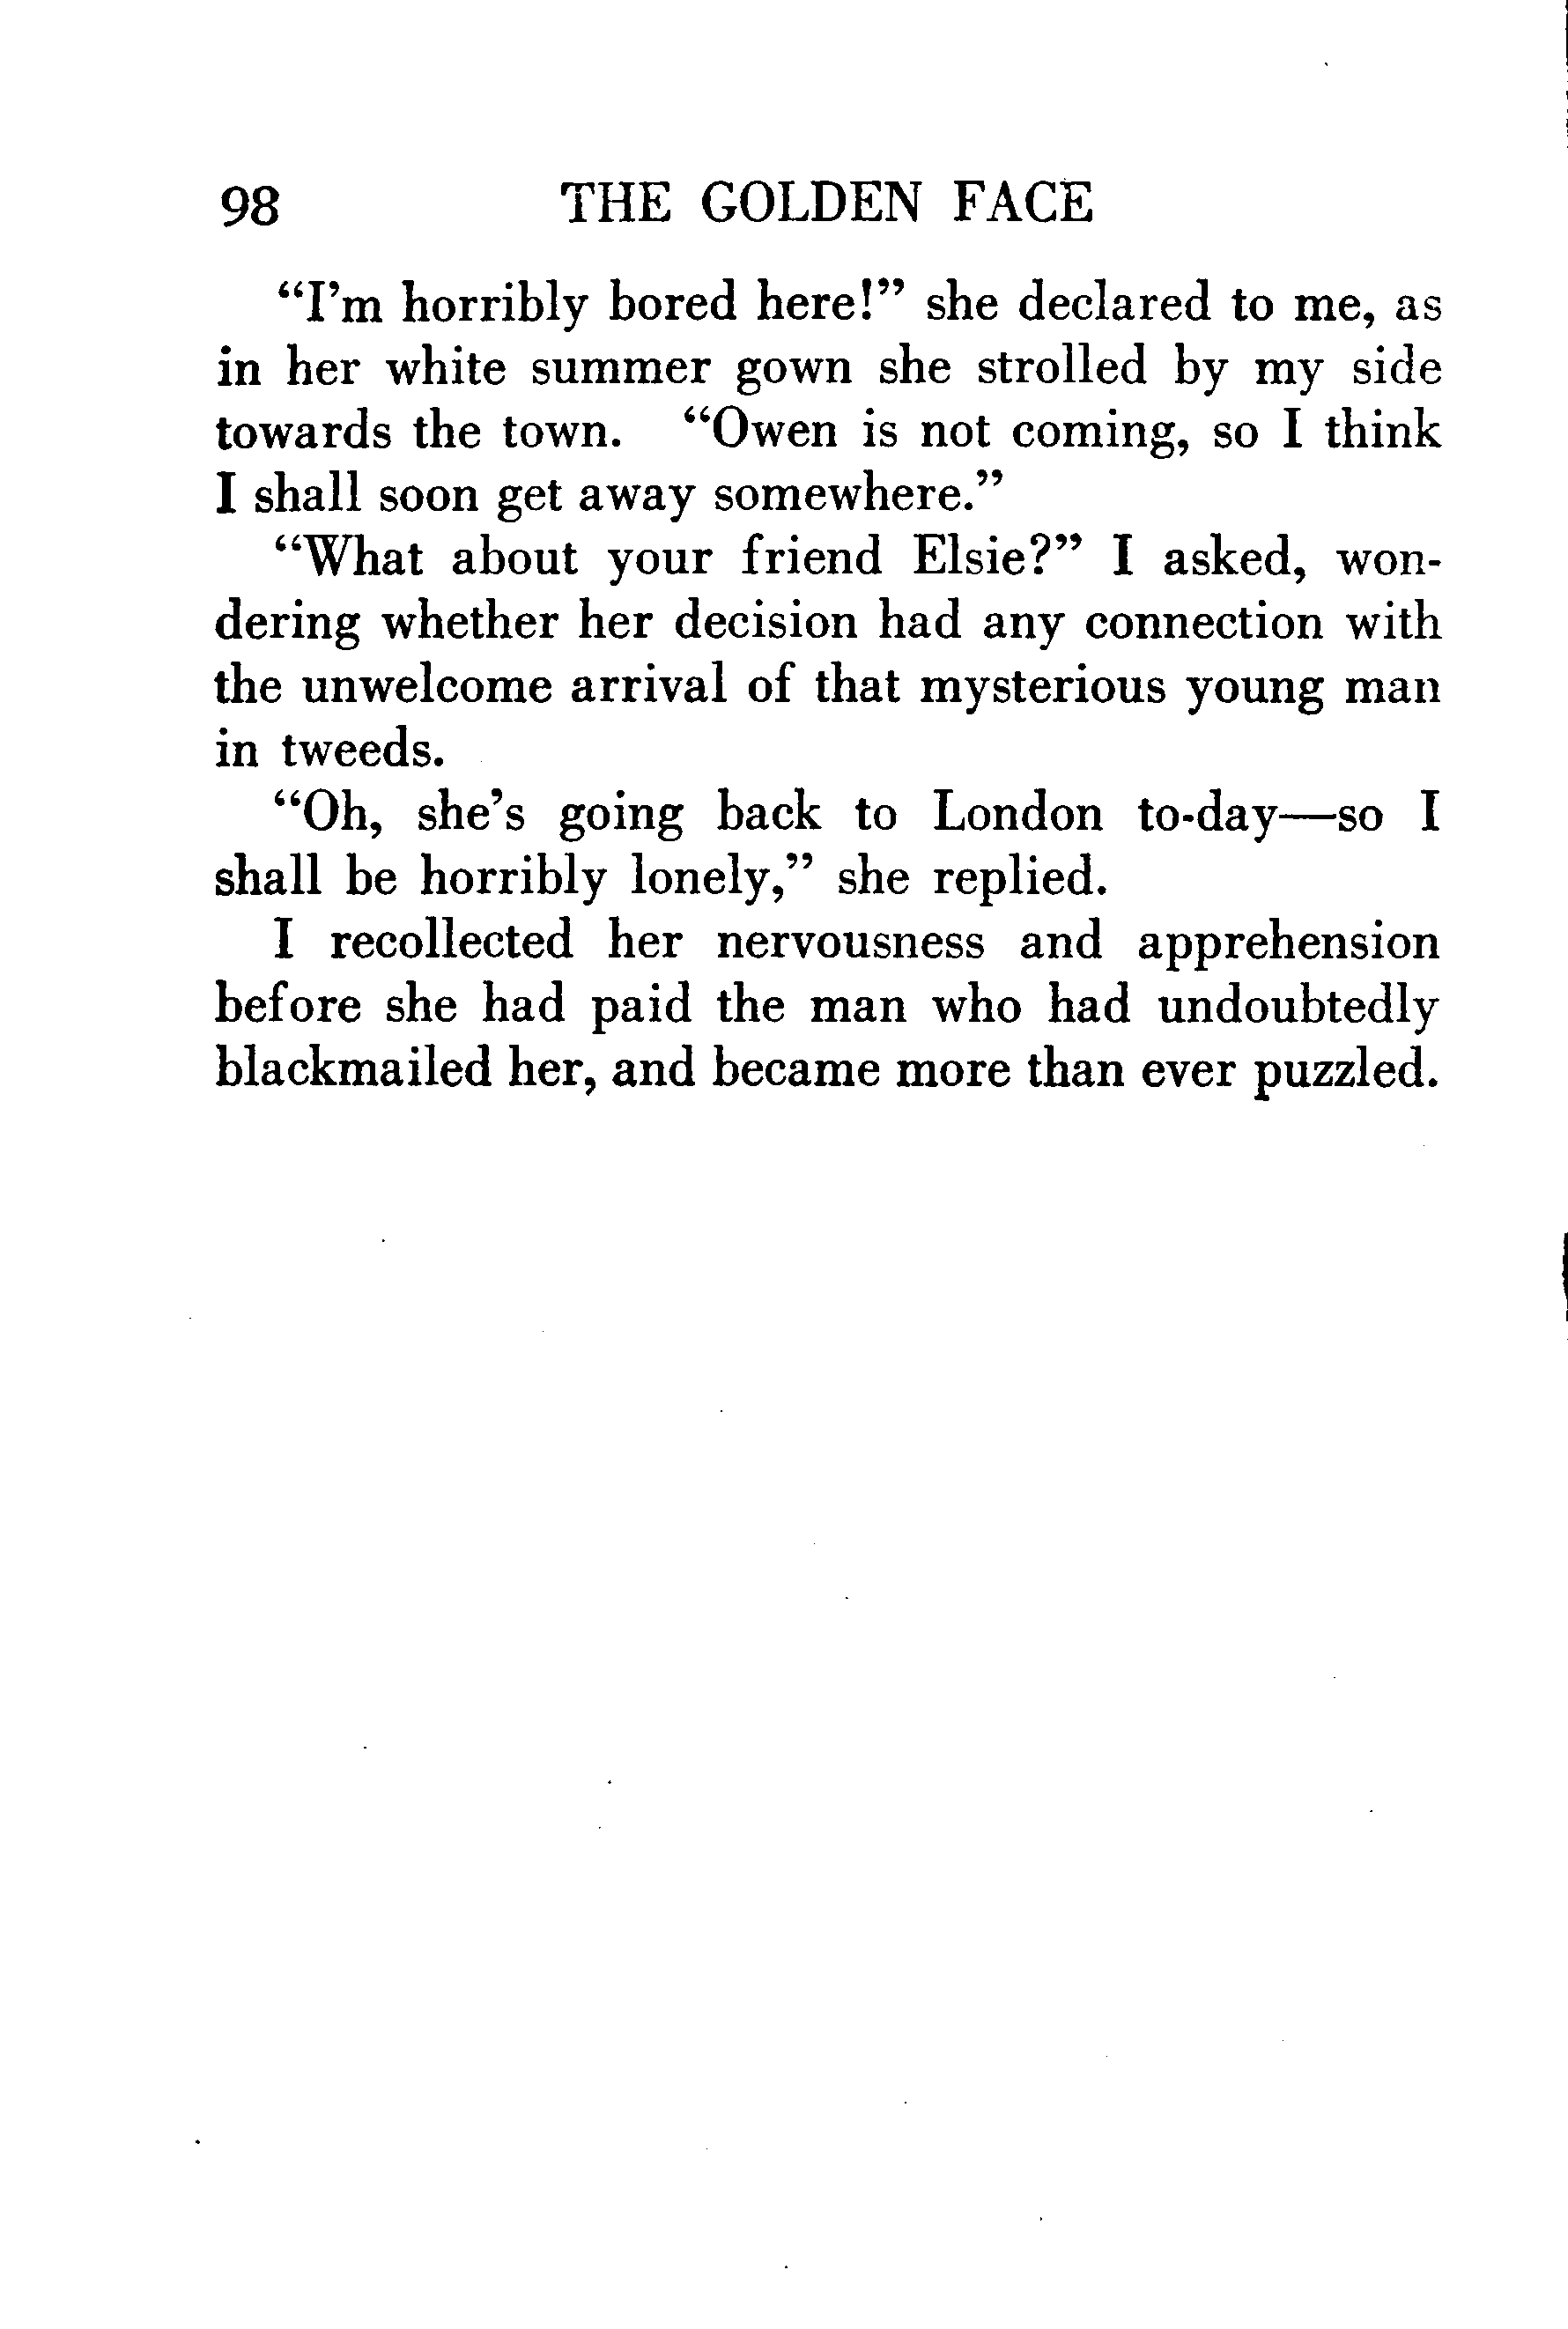 98 THE GOLDEN FACE
“I’m horribly bored here!” she declared to me, as
in her white summer gown she strolled by my side
towards the town. “Owen is not coming, so I think
I shall soon get away somewhere.”
“What about your friend Elsie?” I asked, won-
dering whether her decision had any connection with
the unwelcome arrival of that mysterious young man
in tweeds.
“Oh, she’s going back to London to-day—so I
shall be horribly lonely,” she replied.
I recollected her nervousness and apprehension
before she had paid the man who had undoubtedly
blackmailed her, and became more than ever puzzled.